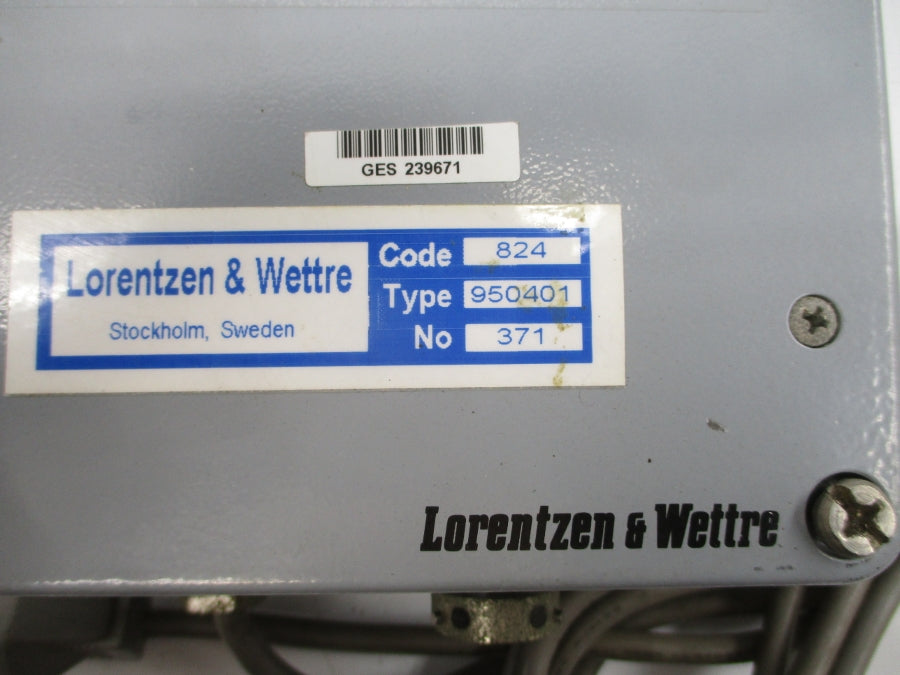 GES 239671
Lorentzen & Wettre
Stockholm, Sweden
Code 824
Type 950401
No 371
Lorentzen & Wettre